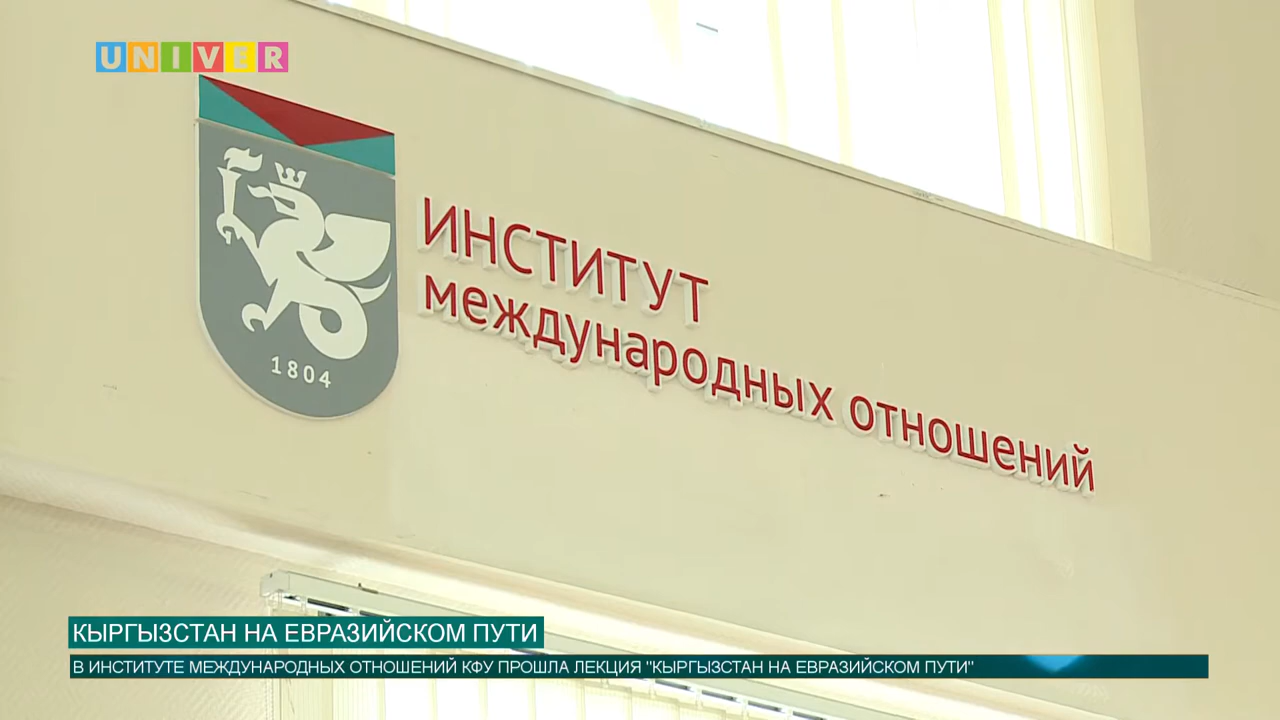 UNIVER
ИНСТИТУТ
международных отношений
1804
КЫРГЫЗСТАН НА ЕВРАЗИЙСКОМ ПУТИ
В ИНСТИТУТЕ МЕЖДУНАРОДНЫХ ОТНОШЕНИЙ КФУ ПРОШЛА ЛЕКЦИЯ "КЫРГЫЗСТАН НА ЕВРАЗИЙСКОМ ПУТИ"